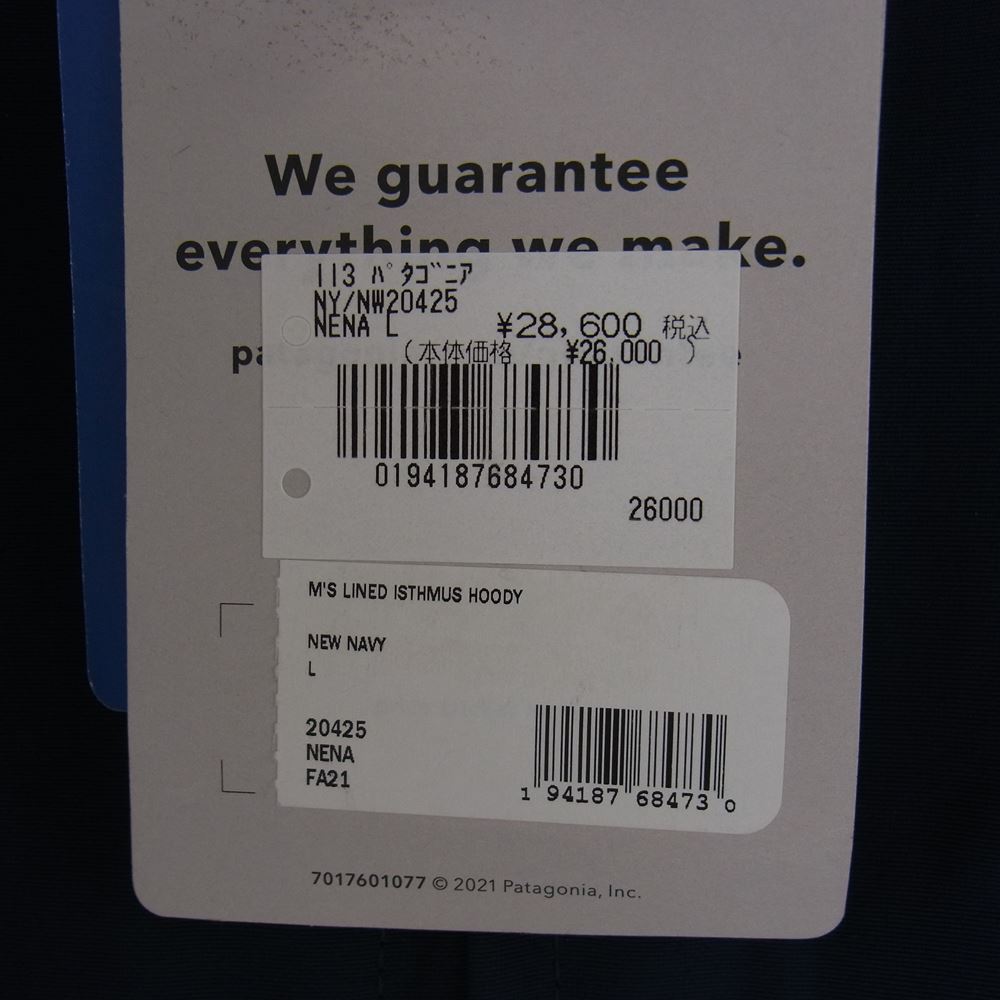 We guarantee
everything we make.
113 パタゴニア
NY/NW20425
NENA L ¥28,600 税込
(本体価格 ¥26,000 )
0194187684730
26000
M'S LINED ISTHMUS HOODY
NEW NAVY
L
20425
NENA
FA21
1 94187 68473 0
7017601077 © 2021 Patagonia, Inc.